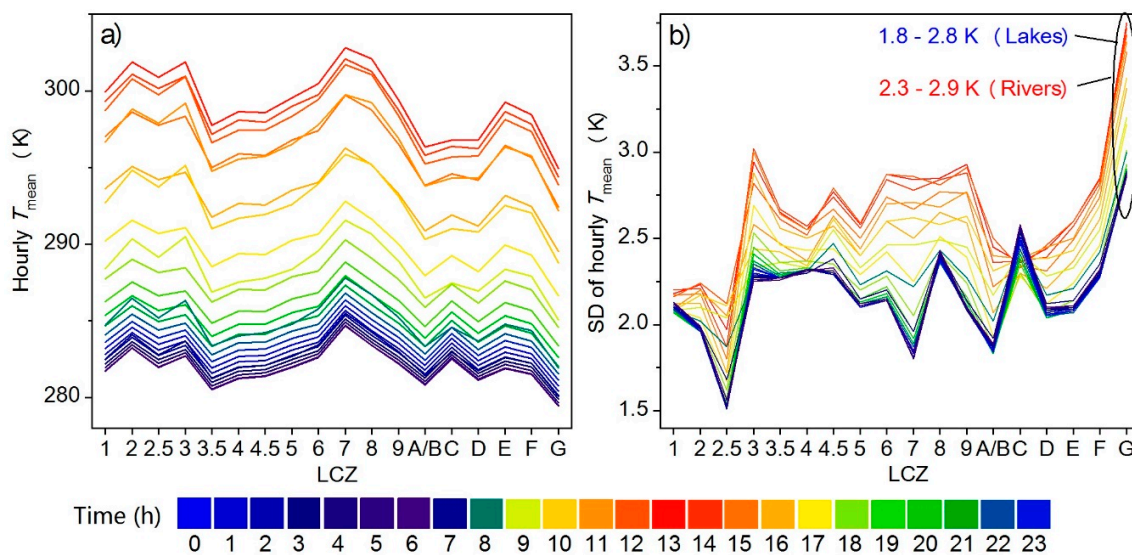 a)
Hourly Tmean (K)
300
290
280
1 2 2.5 3 3.5 4 4.5 5 6 7 8 9 A/B C D E F G
LCZ
b)
1.8 - 2.8 K (Lakes)
2.3 - 2.9 K (Rivers)
SD of hourly Tmean (K)
3.5
3.0
2.5
2.0
1.5
1 2 2.5 3 3.5 4 4.5 5 6 7 8 9 A/B C D E F G
LCZ
Time (h)
0 1 2 3 4 5 6 7 8 9 10 11 12 13 14 15 16 17 18 19 20 21 22 23